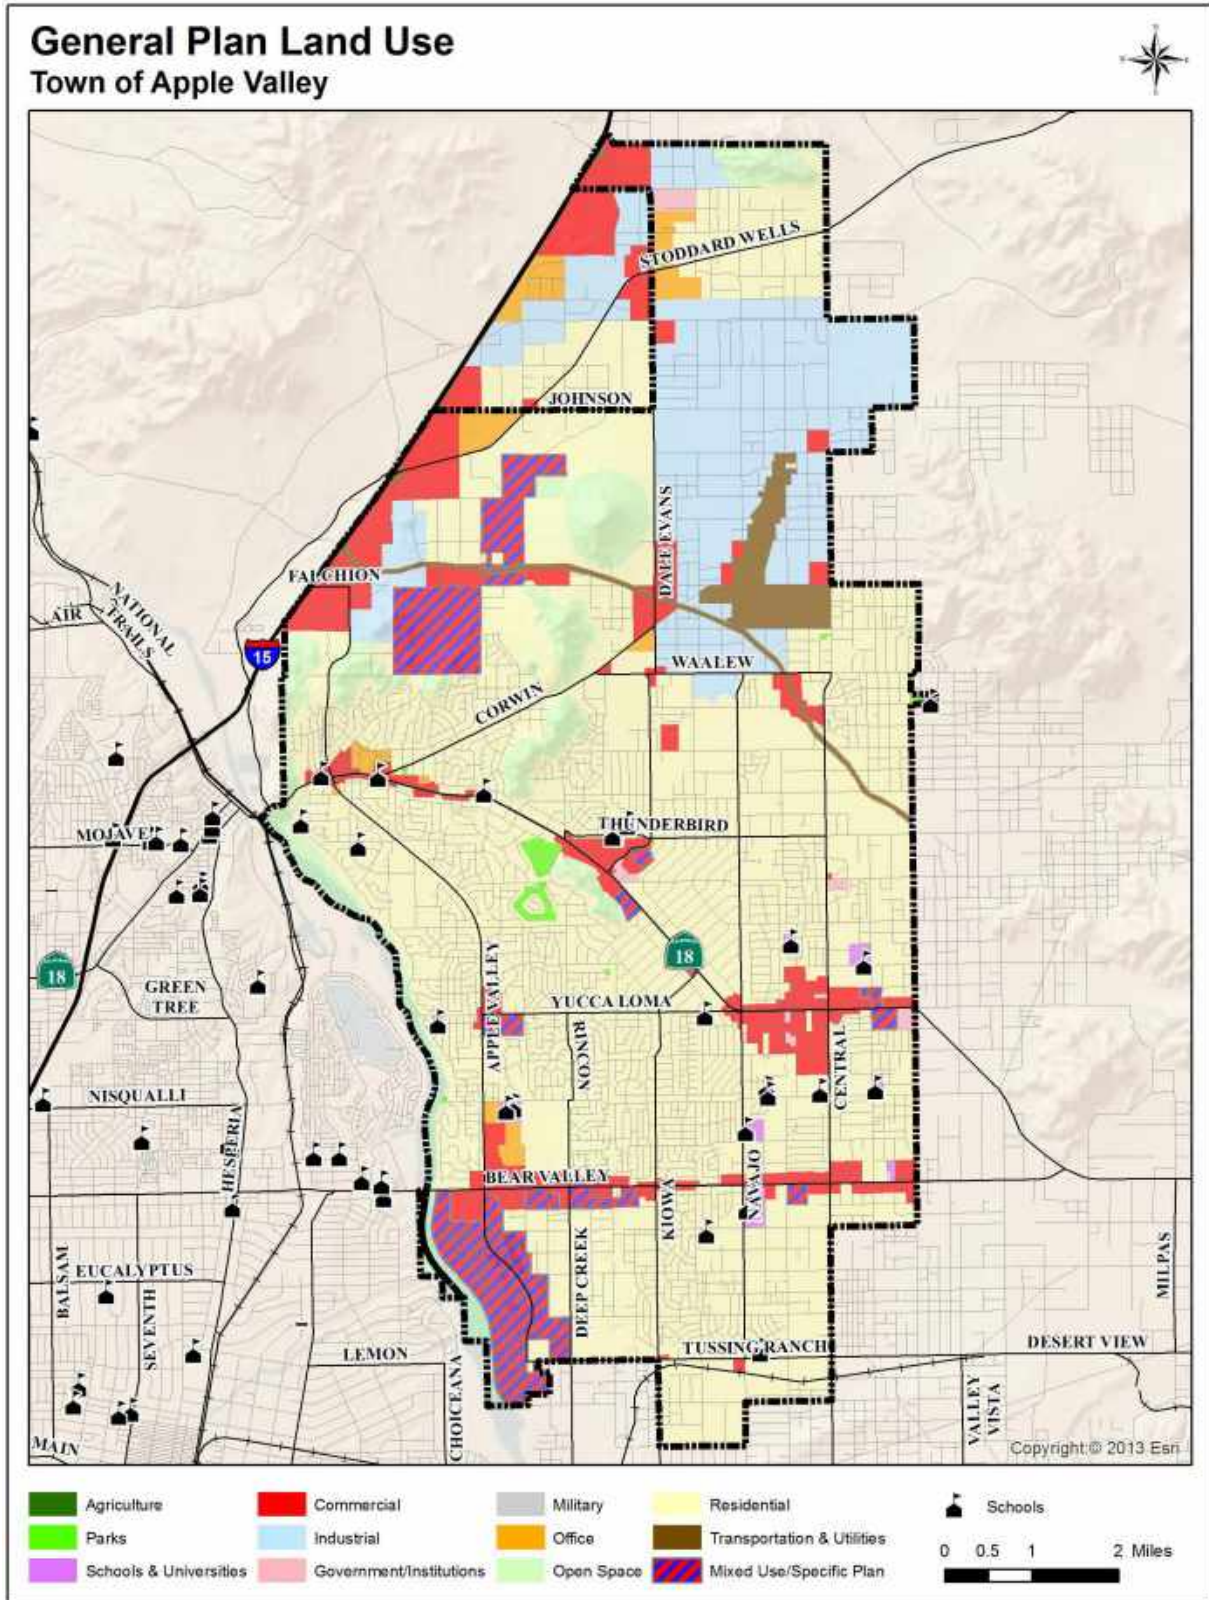 General Plan Land Use
Town of Apple Valley
STODDARD WELLS
JOHNSON
DALE EVANS
FALCHION
NATIONAL
TRAILS
AIR
15
WAALEW
CORWIN
MOJAVE
THUNDERBIRD
18
18
GREEN
TREE
APPLE VALLEY
YUCCA LOMA
RINCON
CENTRAL
NISQUALLI
HESPERIA
BEAR VALLEY
NAVAJO
KIOWA
BALSAM
EUCALYPTUS
SEVENTH
DEEP CREEK
MILPAS
LEMON
CHOICEANA
TUSSING RANCH
DESERT VIEW
VALLEY
VISTA
MAIN
Copyright:© 2013 Esri
Agriculture
Commercial
Military
Residential
Schools
Parks
Industrial
Office
Transportation & Utilities
0 0.5 1 2 Miles
Schools & Universities
Government/Institutions
Open Space
Mixed Use/Specific Plan